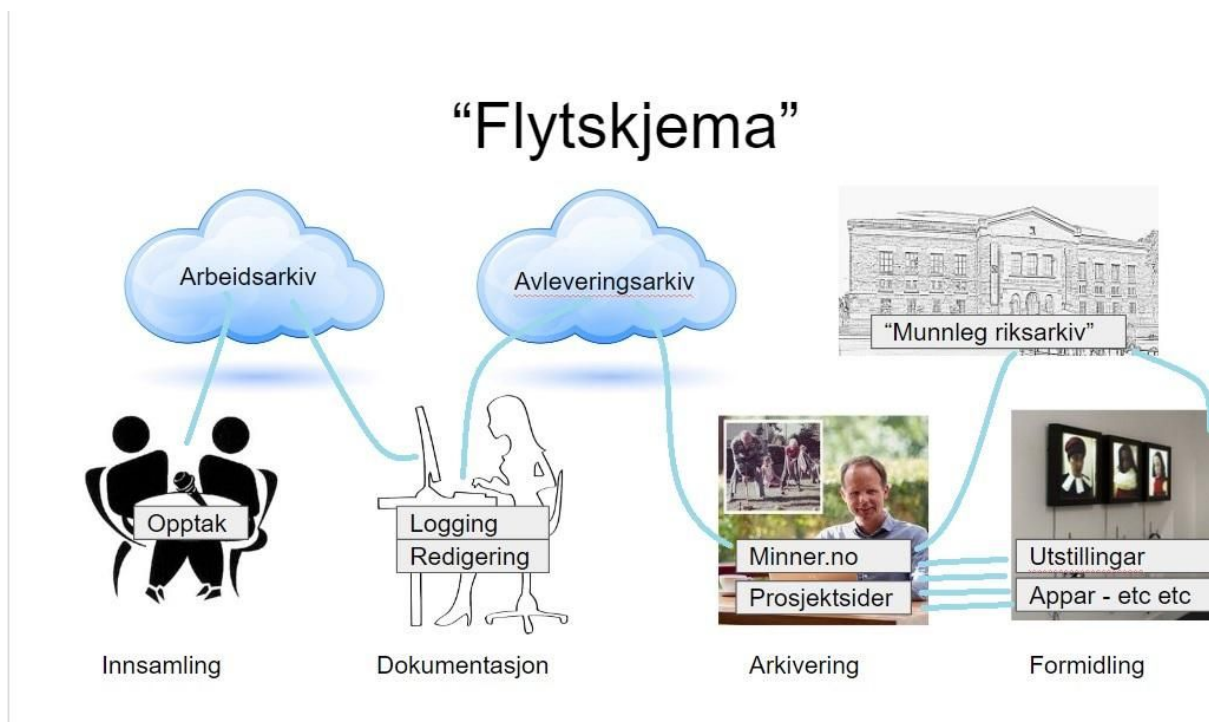 “Flytskjema”
Arbeidsarkiv
Avleveringsarkiv
“Munnleg riksarkiv”
Opptak
Logging
Redigering
Minner.no
Prosjektsider
Utstillingar
Appar - etc etc
Innsamling
Dokumentasjon
Arkivering
Formidling